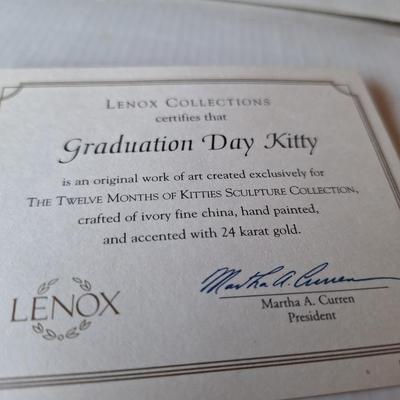 LENOX COLLECTIONS
certifies that
Graduation Day Kitty
is an original work of art created exclusively for
THE TWELVE MONTHS OF KITTIES SCULPTURE COLLECTION,
crafted of ivory fine china, hand painted,
and accented with 24 karat gold.
Martha A. Curren
LENOX
Martha A. Curren
President